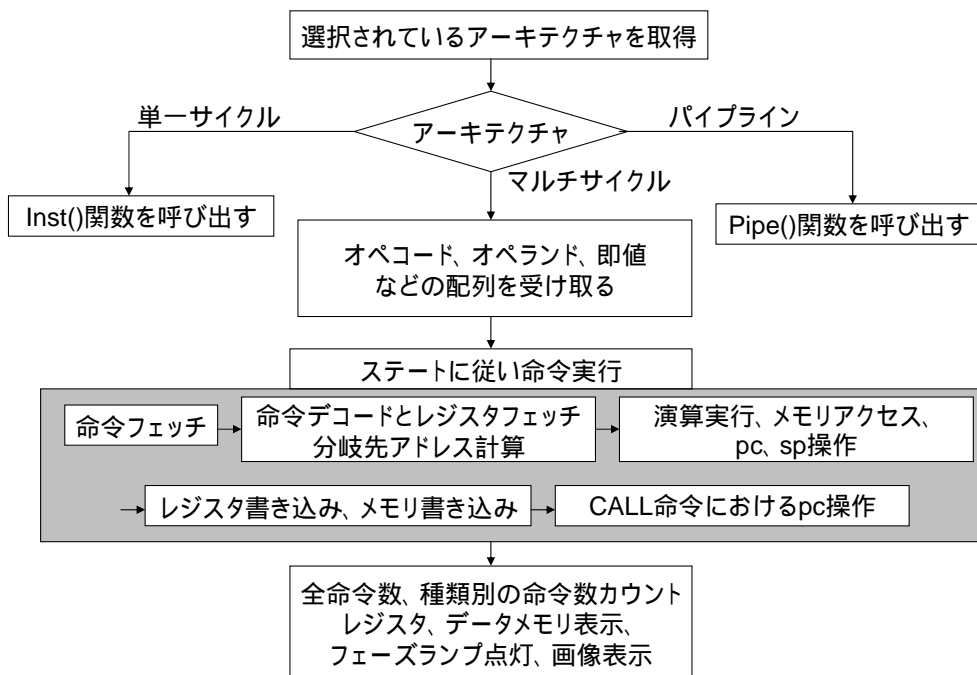 選択されているアーキテクチャを取得
単一サイクル
アーキテクチャ
パイプライン
マルチサイクル
Inst()関数を呼び出す
Pipe()関数を呼び出す
オペコード、オペランド、即値
などの配列を受け取る
ステートに従い命令実行
命令フェッチ
命令デコードとレジスタフェッチ
分岐先アドレス計算
演算実行、メモリアクセス、
pc、sp操作
レジスタ書き込み、メモリ書き込み
CALL命令におけるpc操作
全命令数、種類別の命令数カウント
レジスタ、データメモリ表示、
フェーズランプ点灯、画像表示